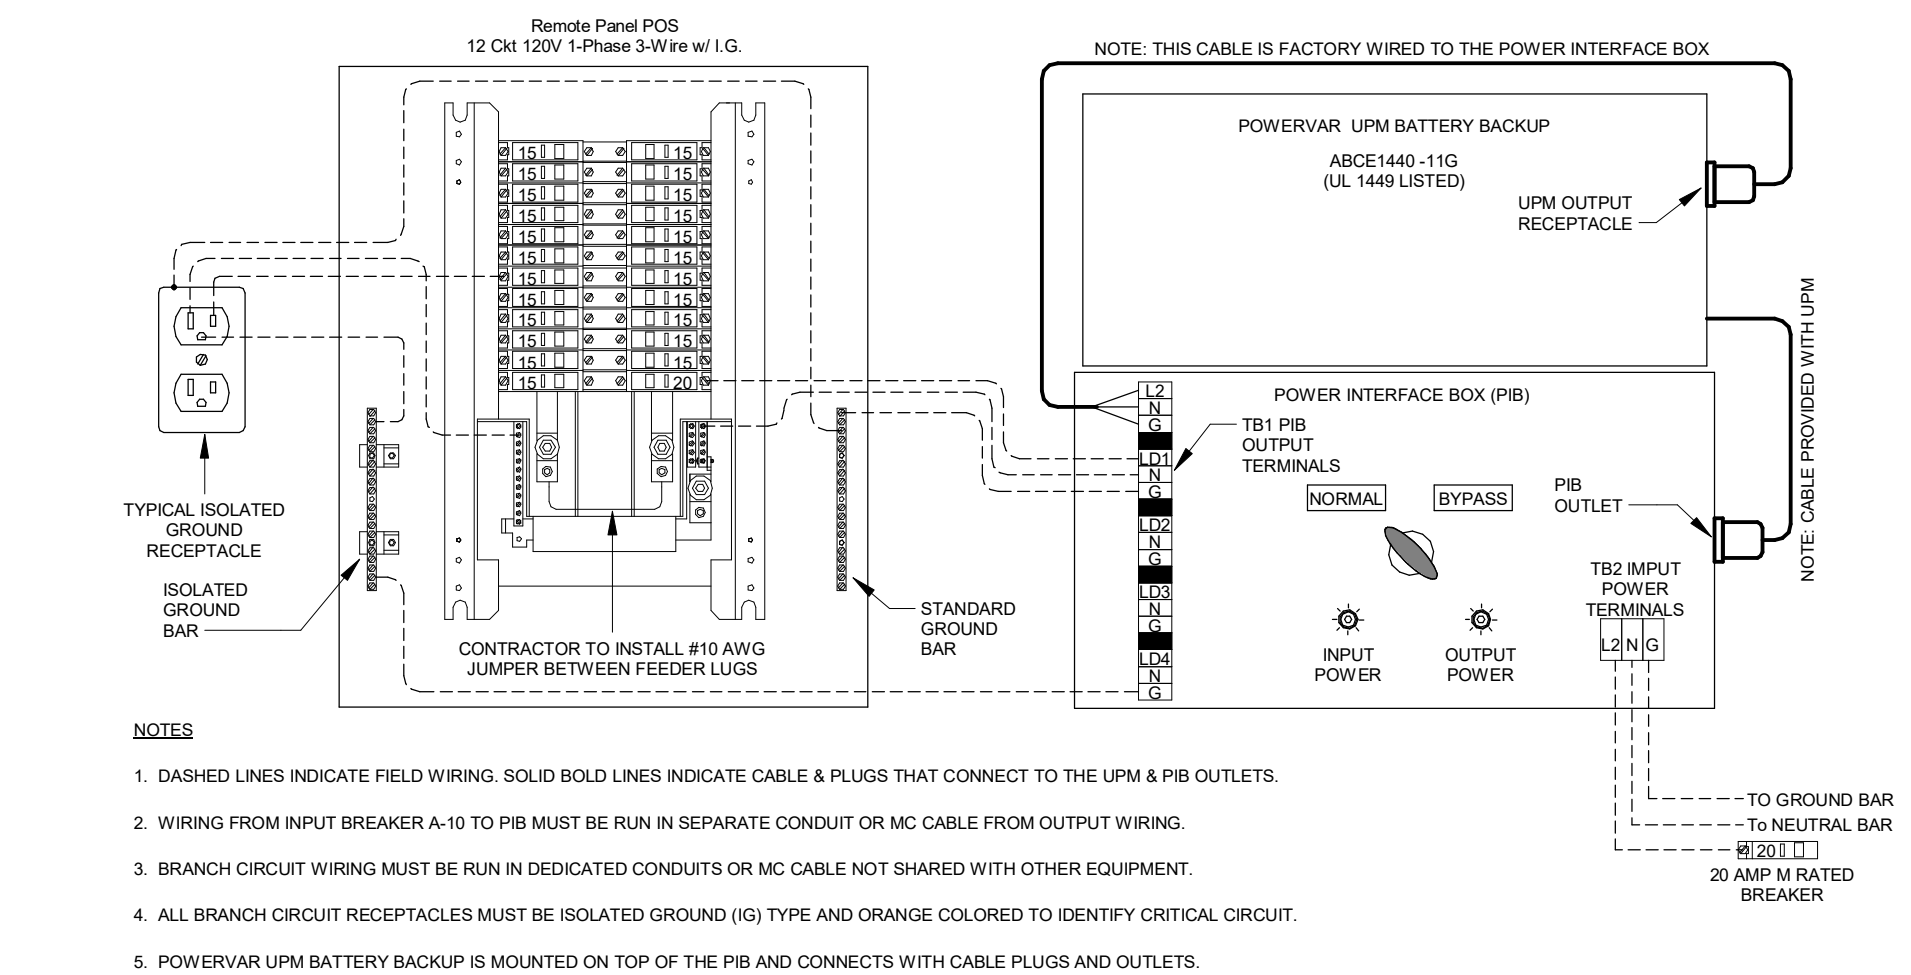 Remote Panel POS
12 Ckt 120V 1-Phase 3-Wire w/ I.G.
NOTE: THIS CABLE IS FACTORY WIRED TO THE POWER INTERFACE BOX
POWERVAR UPM BATTERY BACKUP
ABCE1440 -11G
(UL 1449 LISTED)
UPM OUTPUT
RECEPTACLE
NOTE: CABLE PROVIDED WITH UPM
15 15
15 15
15 15
15 15
15 15
15 15
15 15
15 15
15 15
15 15
15 15
15 20
TYPICAL ISOLATED
GROUND
RECEPTACLE
ISOLATED
GROUND
BAR
CONTRACTOR TO INSTALL #10 AWG
JUMPER BETWEEN FEEDER LUGS
STANDARD
GROUND
BAR
POWER INTERFACE BOX (PIB)
L2
N
G
LD1
N
G
LD2
N
G
LD3
N
G
LD4
N
G
TB1 PIB
OUTPUT
TERMINALS
NORMAL
BYPASS
PIB
OUTLET
INPUT
POWER
OUTPUT
POWER
TB2 IMPUT
POWER
TERMINALS
L2 N G
TO GROUND BAR
To NEUTRAL BAR
20
20 AMP M RATED
BREAKER
NOTES
1. DASHED LINES INDICATE FIELD WIRING. SOLID BOLD LINES INDICATE CABLE & PLUGS THAT CONNECT TO THE UPM & PIB OUTLETS.
2. WIRING FROM INPUT BREAKER A-10 TO PIB MUST BE RUN IN SEPARATE CONDUIT OR MC CABLE FROM OUTPUT WIRING.
3. BRANCH CIRCUIT WIRING MUST BE RUN IN DEDICATED CONDUITS OR MC CABLE NOT SHARED WITH OTHER EQUIPMENT.
4. ALL BRANCH CIRCUIT RECEPTACLES MUST BE ISOLATED GROUND (IG) TYPE AND ORANGE COLORED TO IDENTIFY CRITICAL CIRCUIT.
5. POWERVAR UPM BATTERY BACKUP IS MOUNTED ON TOP OF THE PIB AND CONNECTS WITH CABLE PLUGS AND OUTLETS.